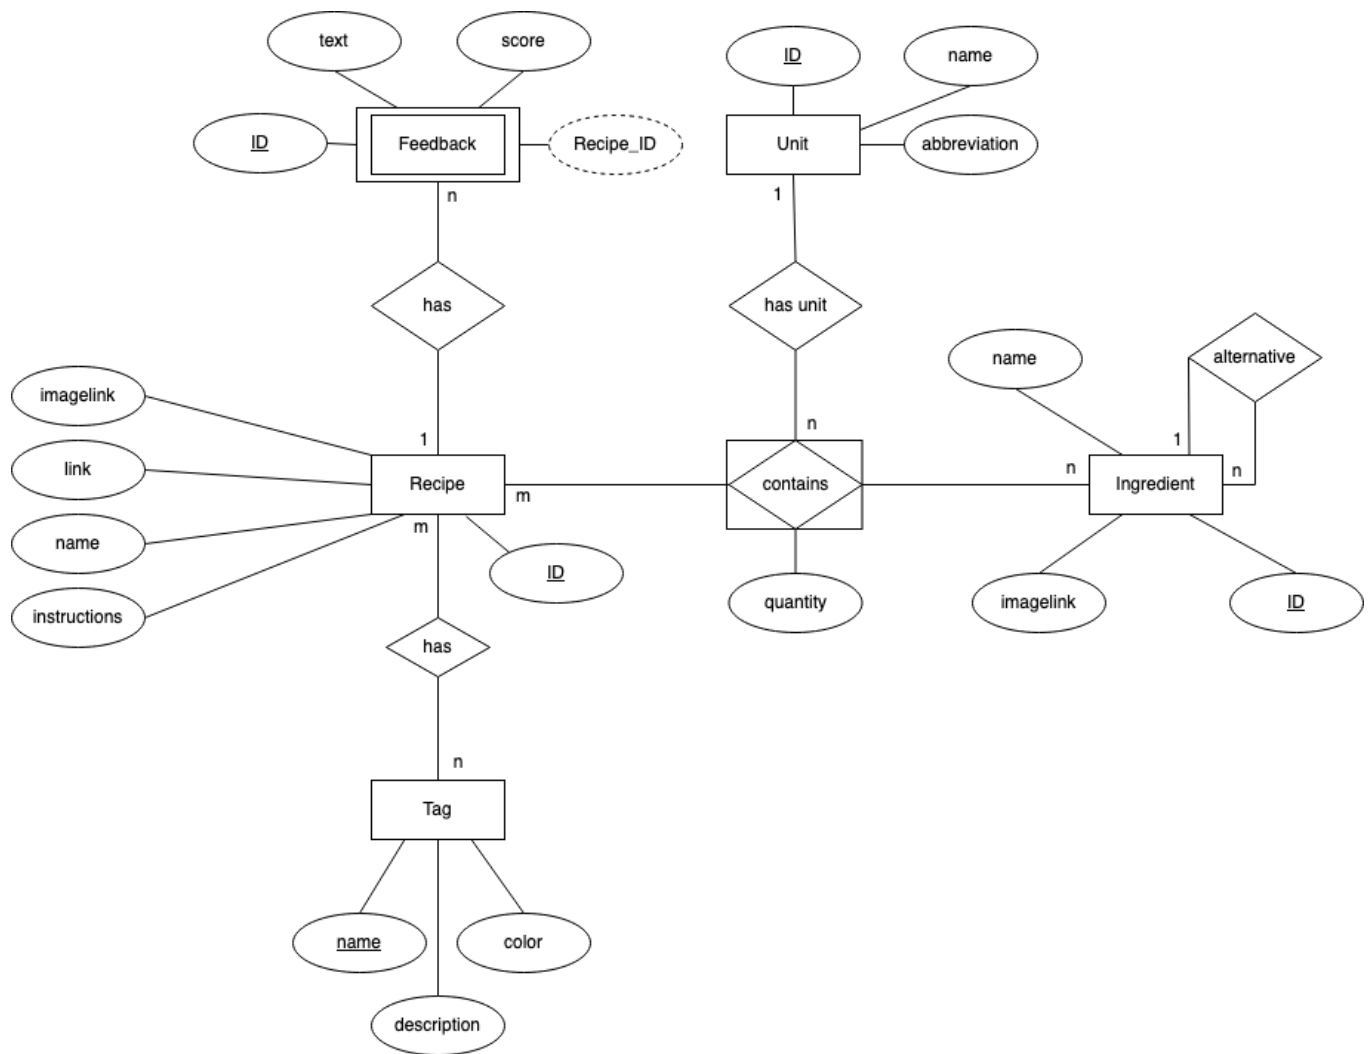 text
score
ID
name
ID
Feedback
Recipe_ID
Unit
abbreviation
n
1
has
has unit
name
alternative
imagelink
1
n
1
n
n
link
Recipe
m
contains
Ingredient
m
name
ID
instructions
quantity
imagelink
ID
has
n
Tag
name
color
description